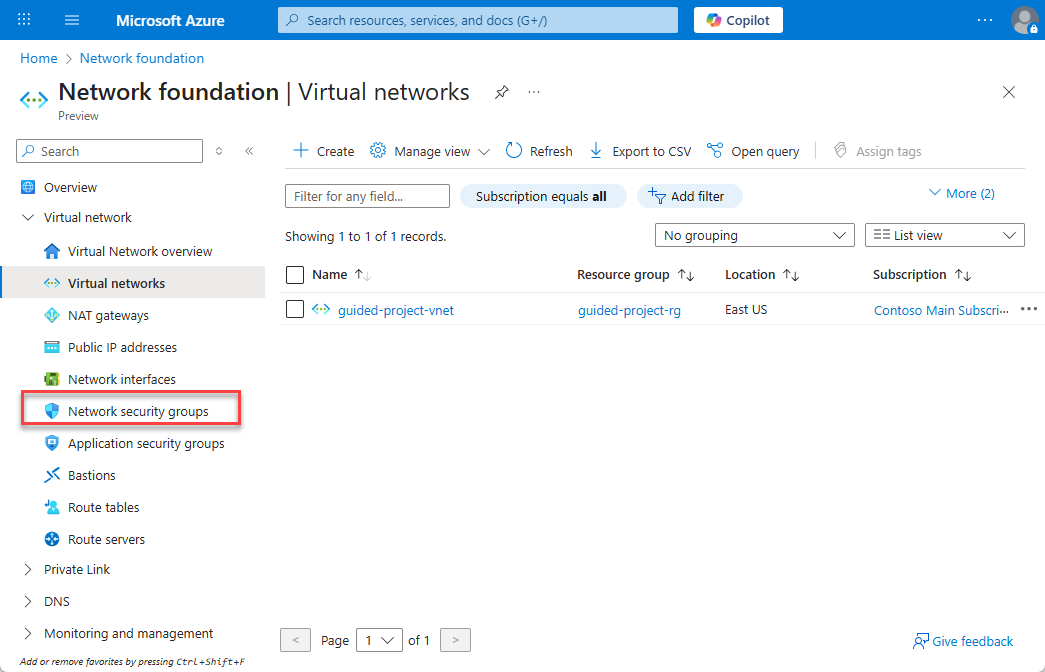 Microsoft Azure
Search resources, services, and docs (G+/)
Copilot
Home > Network foundation
Network foundation | Virtual networks
Preview
Search
Create
Manage view
Refresh
Export to CSV
Open query
Assign tags
Overview
Virtual network
Virtual Network overview
Virtual networks
NAT gateways
Public IP addresses
Network interfaces
Network security groups
Application security groups
Bastions
Route tables
Route servers
Private Link
DNS
Monitoring and management
Add or remove favorites by pressing Ctrl+Shift+F
Filter for any field...
Subscription equals all
Add filter
More (2)
Showing 1 to 1 of 1 records.
No grouping
List view
Name
Resource group
Location
Subscription
guided-project-vnet
guided-project-rg
East US
Contoso Main Subscri...
< Page 1 of 1 >
Give feedback